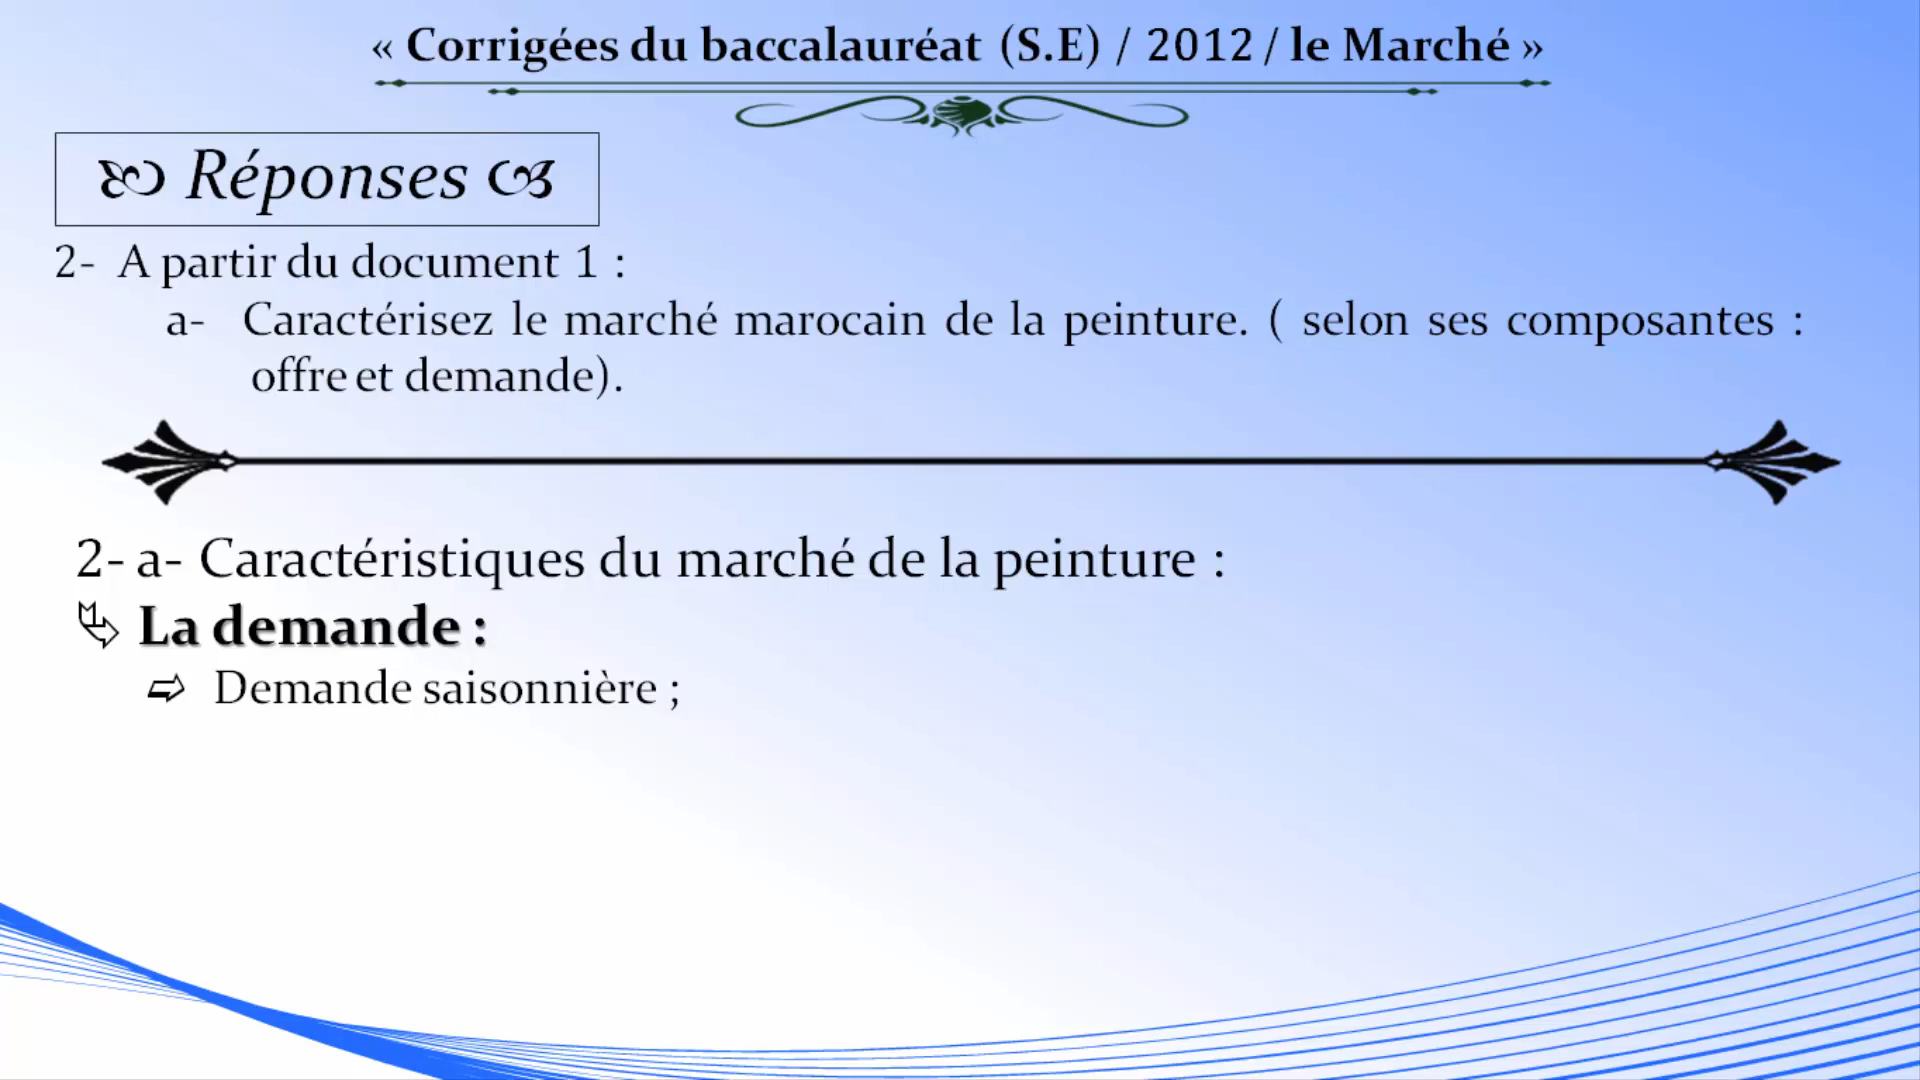 « Corrigées du baccalauréat (S.E) / 2012 / le Marché »
Réponses
2- A partir du document 1 :
a- Caractérisez le marché marocain de la peinture. ( selon ses composantes :
offre et demande).
2- a- Caractéristiques du marché de la peinture :
La demande :
Demande saisonnière ;